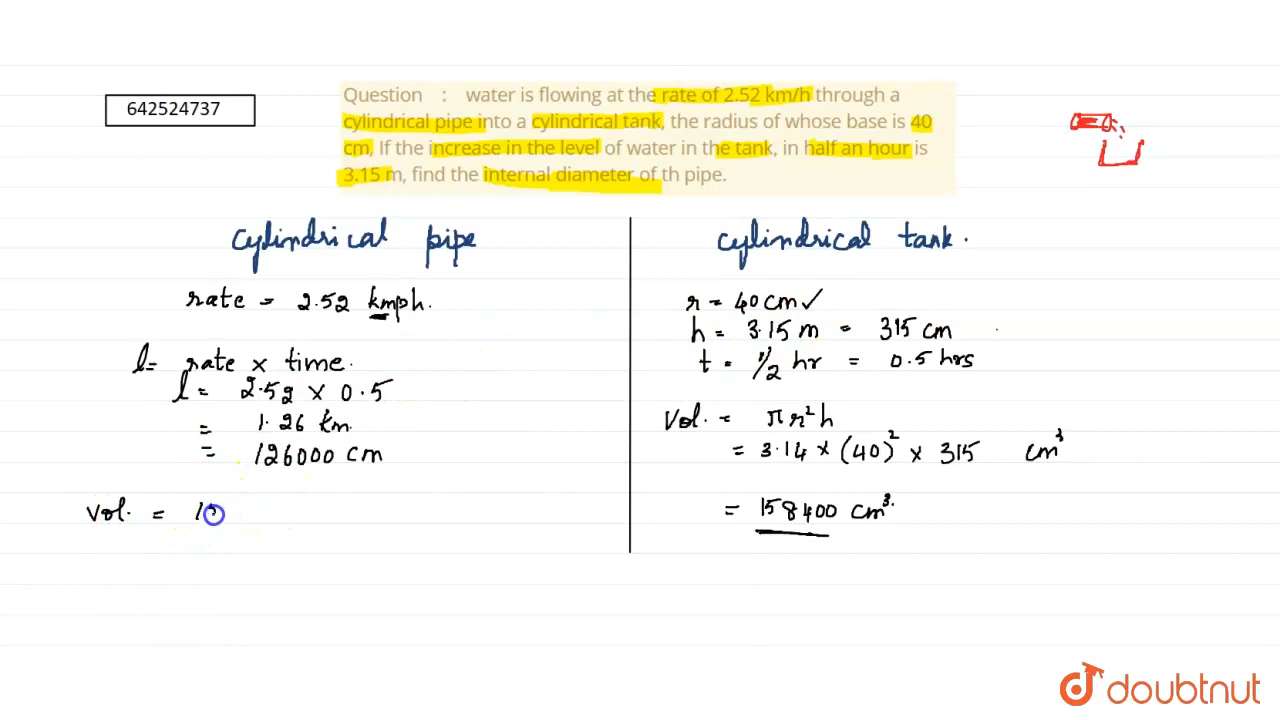 642524737
Question : water is flowing at the rate of 2.52 km/h through a
cylindrical pipe into a cylindrical tank, the radius of whose base is 40
cm, If the increase in the level of water in the tank, in half an hour is
3.15 m, find the internal diameter of th pipe.
cylindrical pipe
rate = 2.52 kmph.
l= rate × time.
l = 2.52 × 0.5
= 1.26 km
= 126000 cm
Vol. =
cylindrical tank.
r = 40 cm ✓
h = 3.15 m = 315 cm
t = 1/2 hr = 0.5 hrs
Vol. = πr²h
= 3.14 × (40)² × 315 cm³
= 158400 cm³.
doubtnut